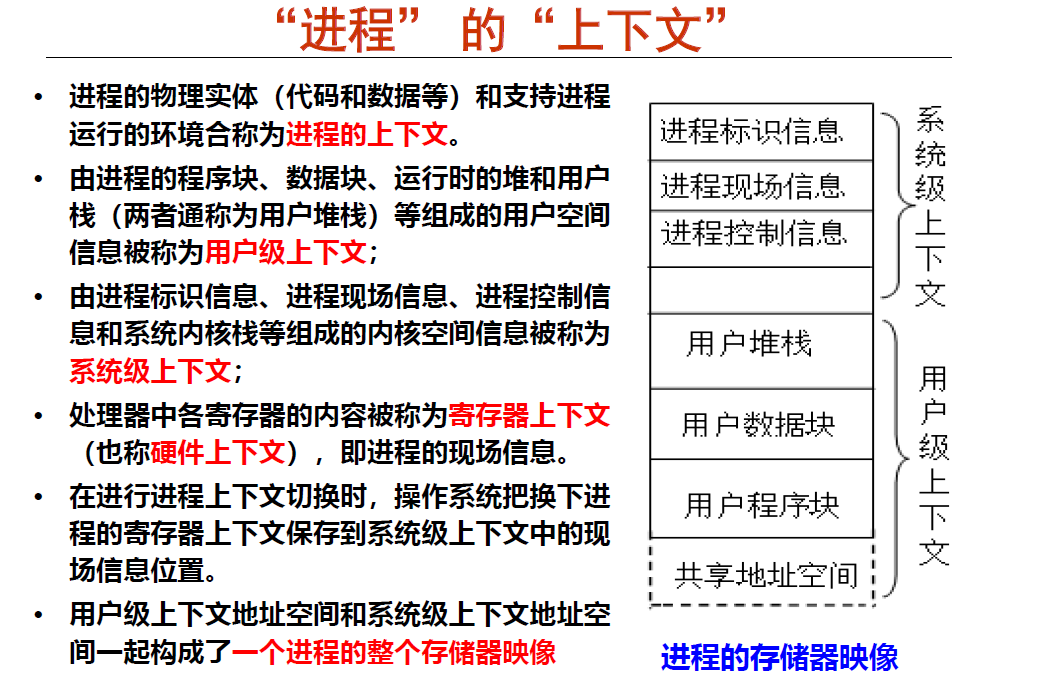 “进程” 的“上下文”
• 进程的物理实体（代码和数据等）和支持进程
运行的环境合称为进程的上下文。
• 由进程的程序块、数据块、运行时的堆和用户
栈（两者通称为用户堆栈）等组成的用户空间
信息被称为用户级上下文；
• 由进程标识信息、进程现场信息、进程控制信
息和系统内核栈等组成的内核空间信息被称为
系统级上下文；
• 处理器中各寄存器的内容被称为寄存器上下文
（也称硬件上下文），即进程的现场信息。
• 在进行进程上下文切换时，操作系统把换下进
程的寄存器上下文保存到系统级上下文中的现
场信息位置。
• 用户级上下文地址空间和系统级上下文地址空
间一起构成了一个进程的整个存储器映像
进程标识信息
进程现场信息
进程控制信息
系统级上下文
用户堆栈
用户数据块
用户程序块
共享地址空间
用户级上下文
进程的存储器映像